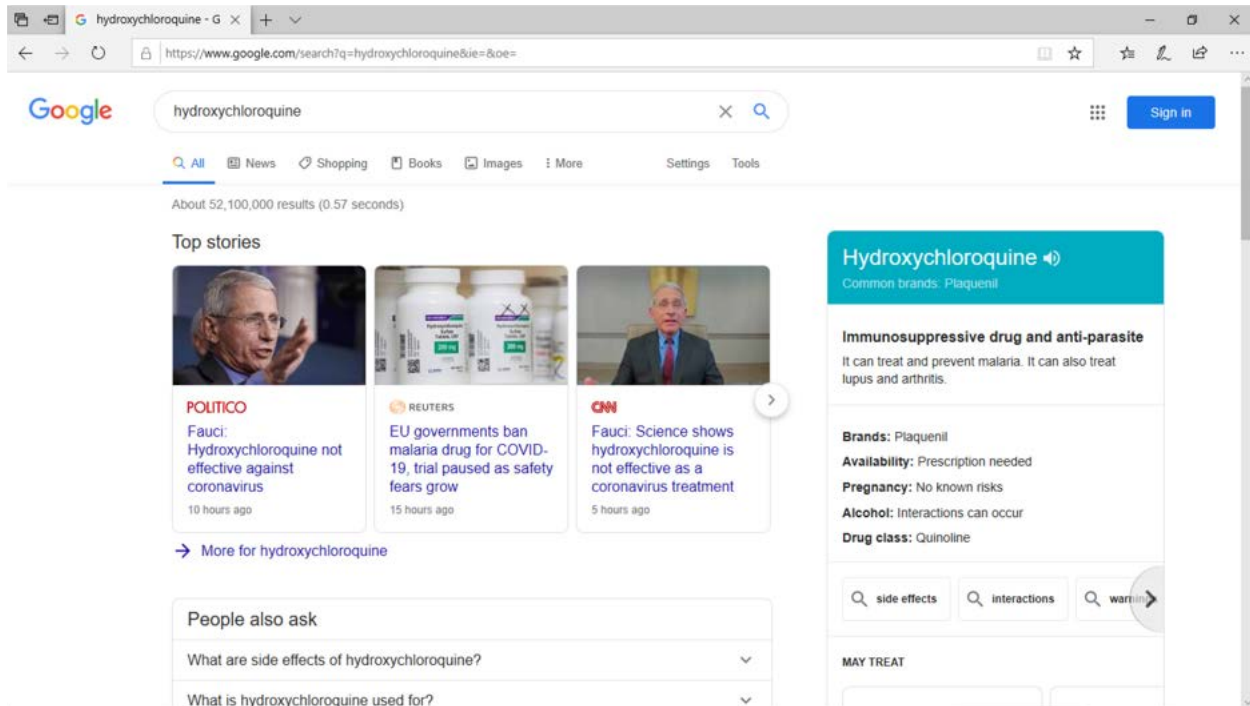 hydroxychloroquine - G
https://www.google.com/search?q=hydroxychloroquine&ie=&oe=
Google
hydroxychloroquine
Sign in
All News Shopping Books Images More Settings Tools
About 52,100,000 results (0.57 seconds)
Top stories
POLITICO
Fauci:
Hydroxychloroquine not
effective against
coronavirus
10 hours ago
REUTERS
EU governments ban
malaria drug for COVID-
19, trial paused as safety
fears grow
15 hours ago
CNN
Fauci: Science shows
hydroxychloroquine is
not effective as a
coronavirus treatment
5 hours ago
More for hydroxychloroquine
People also ask
What are side effects of hydroxychloroquine?
What is hydroxychloroquine used for?
Hydroxychloroquine
Common brands: Plaquenil
Immunosuppressive drug and anti-parasite
It can treat and prevent malaria. It can also treat
lupus and arthritis.
Brands: Plaquenil
Availability: Prescription needed
Pregnancy: No known risks
Alcohol: Interactions can occur
Drug class: Quinoline
side effects interactions
MAY TREAT